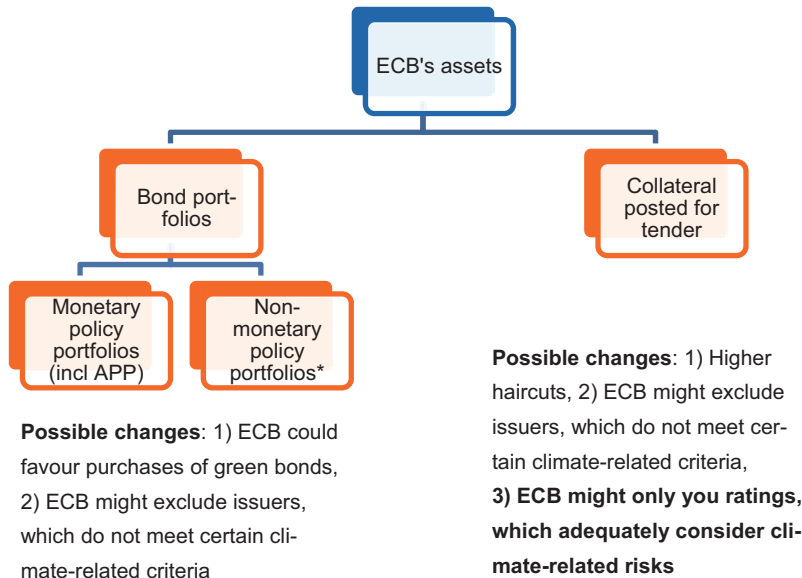 ECB's assets
Bond port-
folios
Collateral
posted for
tender
Monetary
policy
portfolios
(incl APP)
Non-
monetary
policy
portfolios*
Possible changes: 1) ECB could
favour purchases of green bonds,
2) ECB might exclude issuers,
which do not meet certain cli-
mate-related criteria
Possible changes: 1) Higher
haircuts, 2) ECB might exclude
issuers, which do not meet cer-
tain climate-related criteria,
3) ECB might only you ratings,
which adequately consider cli-
mate-related risks